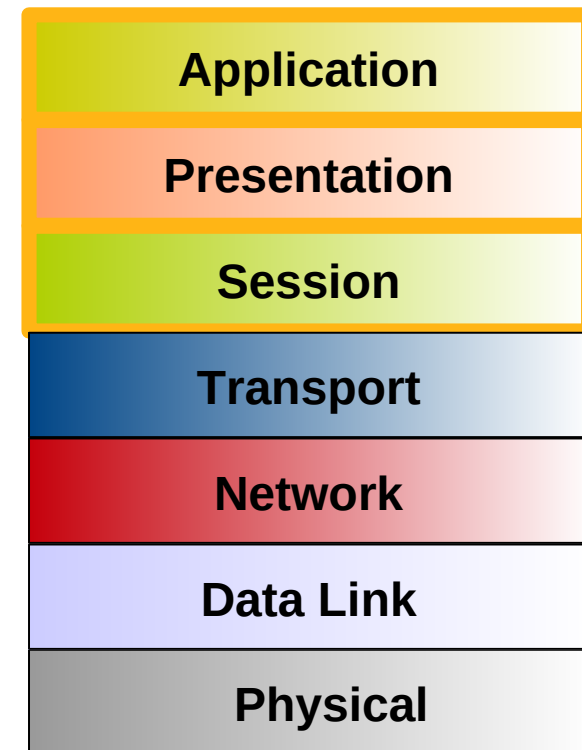 Application
Presentation
Session
Transport
Network
Data Link
Physical